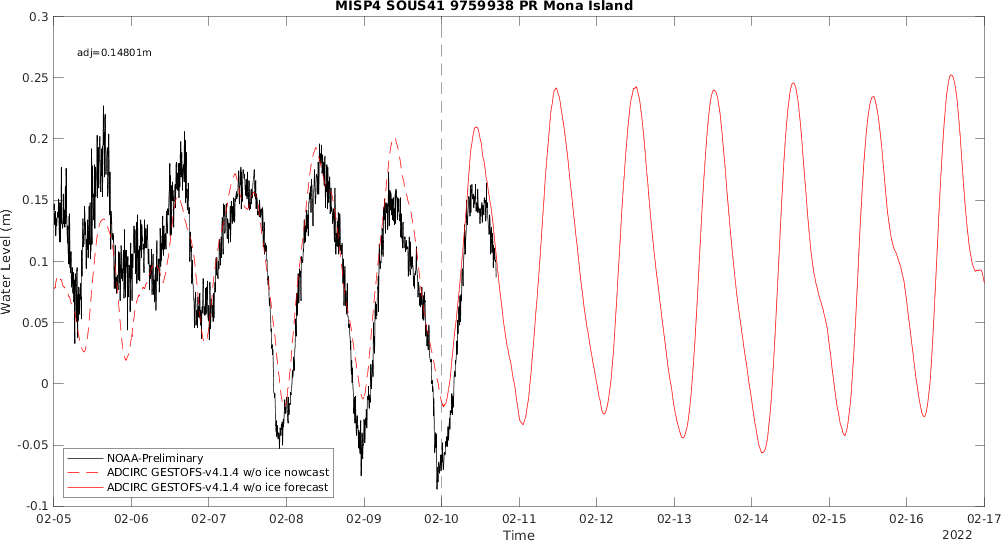 MISP4 SOUS41 9759938 PR Mona Island
adj=0.14801m
0.3
0.25
0.2
0.15
0.1
0.05
0
-0.05
-0.1
Water Level (m)
NOAA-Preliminary
ADCIRC GESTOFS-v4.1.4 w/o ice nowcast
ADCIRC GESTOFS-v4.1.4 w/o ice forecast
02-05 02-06 02-07 02-08 02-09 02-10 02-11 02-12 02-13 02-14 02-15 02-16 02-17
Time
2022